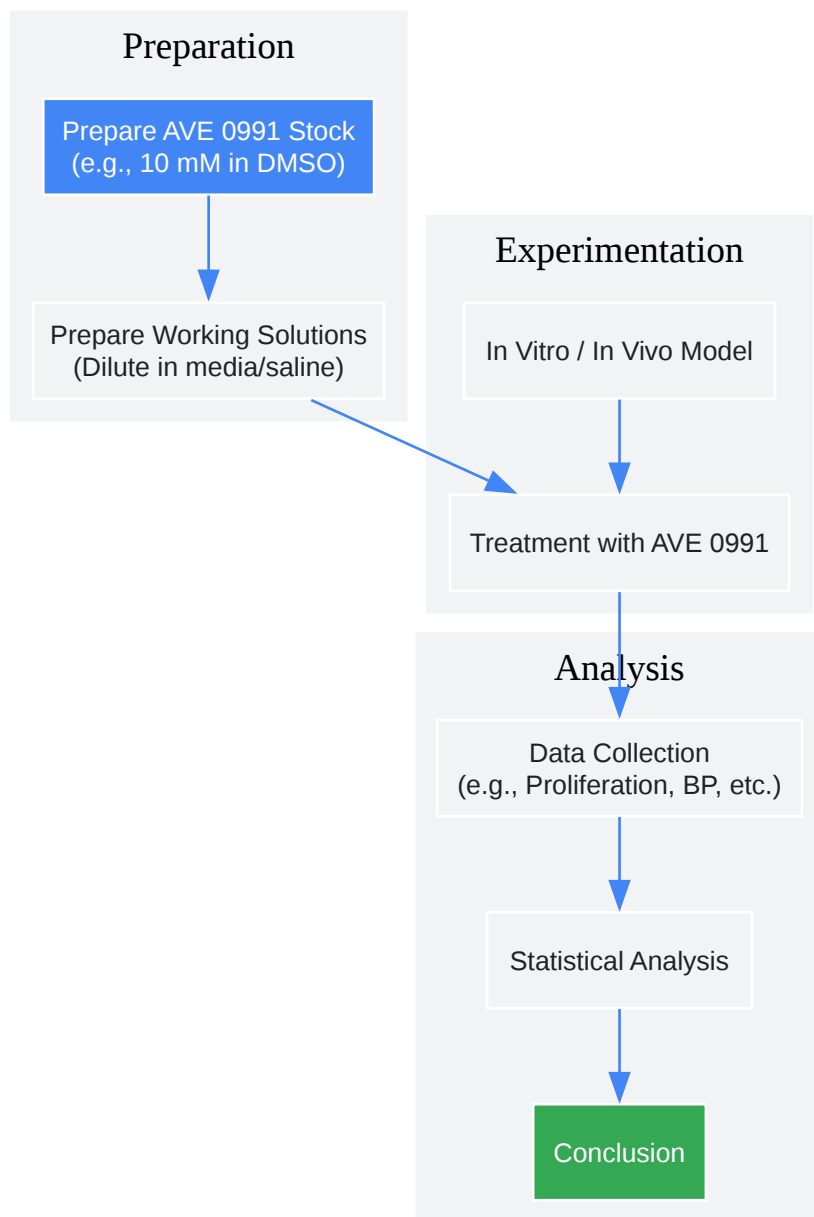 Preparation
Prepare AVE 0991 Stock
(e.g., 10 mM in DMSO)
Prepare Working Solutions
(Dilute in media/saline)
Experimentation
In Vitro / In Vivo Model
Treatment with AVE 0991
Analysis
Data Collection
(e.g., Proliferation, BP, etc.)
Statistical Analysis
Conclusion